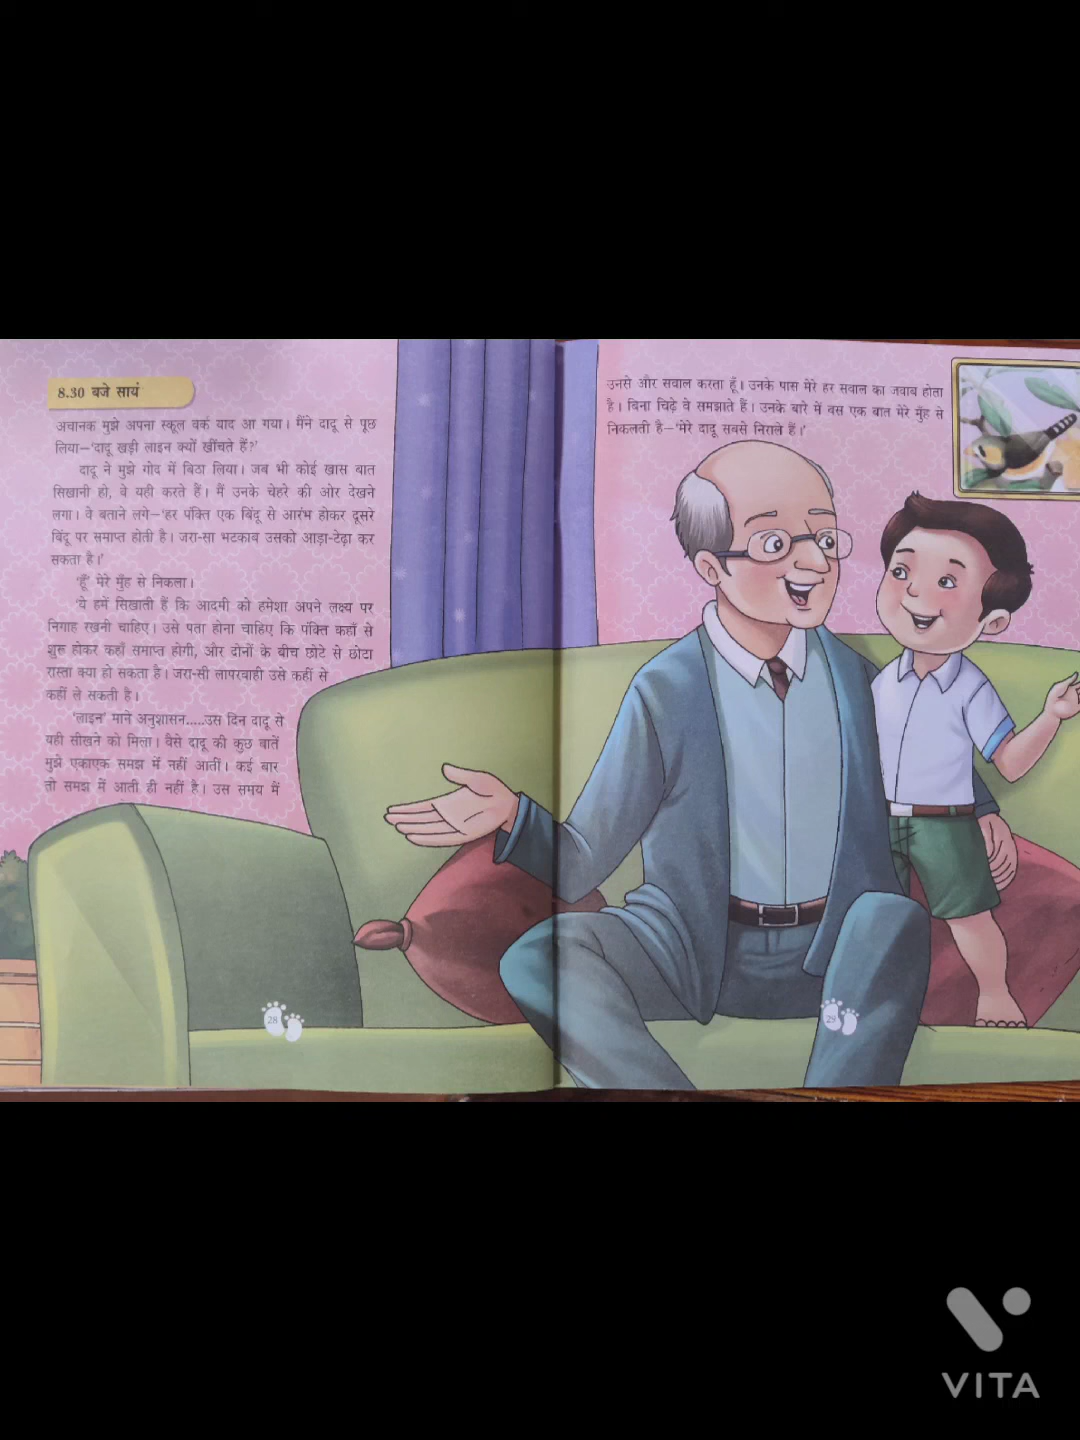 8.30 बजे सायं
अचानक मुझे अपना स्कूल वर्क याद आ गया। मैंने दादू से पूछ
लिया—‘दादू खड़ी लाइन क्यों खींचते हैं?’
दादू ने मुझे गोद में बिठा लिया। जब भी कोई खास बात
सिखानी हो, वे यही करते हैं। मैं उनके चेहरे की ओर देखने
लगा। वे बताने लगे—‘हर पंक्ति एक बिंदू से आरंभ होकर दूसरे
बिंदू पर समाप्त होती है। जरा-सा भटकाव उसको आड़ा-टेढ़ा कर
सकता है।’
‘हूँ’ मेरे मुँह से निकला।
‘ये हमें सिखाती हैं कि आदमी को हमेशा अपने लक्ष्य पर
निगाह रखनी चाहिए। उसे पता होना चाहिए कि पंक्ति कहाँ से
शुरू होकर कहाँ समाप्त होगी, और दोनों के बीच छोटे से छोटा
रास्ता क्या हो सकता है। जरा-सी लापरवाही उसे कहीं से
कहीं ले सकती है।
‘लाइन’ माने अनुशासन.....उस दिन दादू से
यही सीखने को मिला। वैसे दादू की कुछ बातें
मुझे एकाएक समझ में नहीं आतीं। कई बार
तो समझ में आती ही नहीं है। उस समय मैं
28
उनसे और सवाल करता हूँ। उनके पास मेरे हर सवाल का जवाब होता
है। बिना चिढ़े वे समझाते हैं। उनके बारे में बस एक बात मेरे मुँह से
निकलती है—‘मेरे दादू सबसे निराले हैं।’
29
VITA